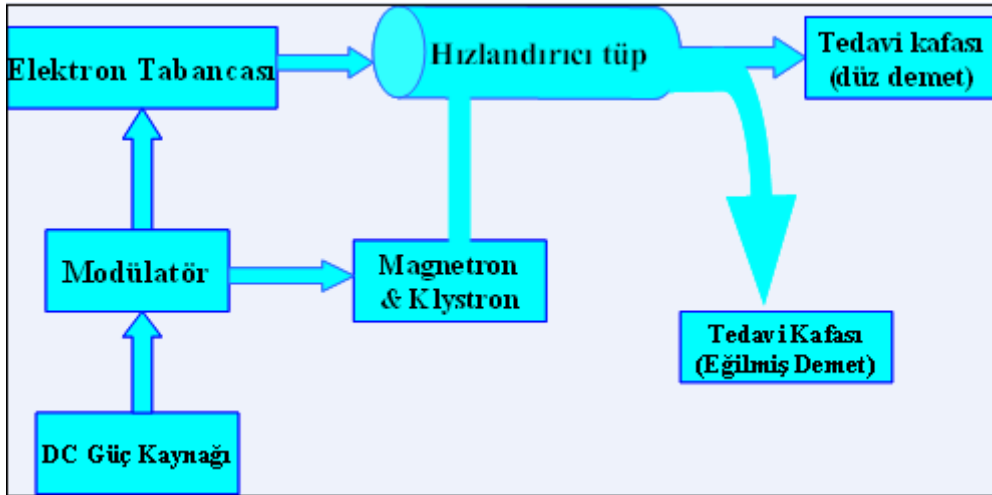 Elektron Tabancası
Hızlandırıcı tüp
Tedavi kafası
(düz demet)
Modülatör
Magnetron
& Klystron
Tedavi Kafası
(Eğilmiş Demet)
DC Güç Kaynağı